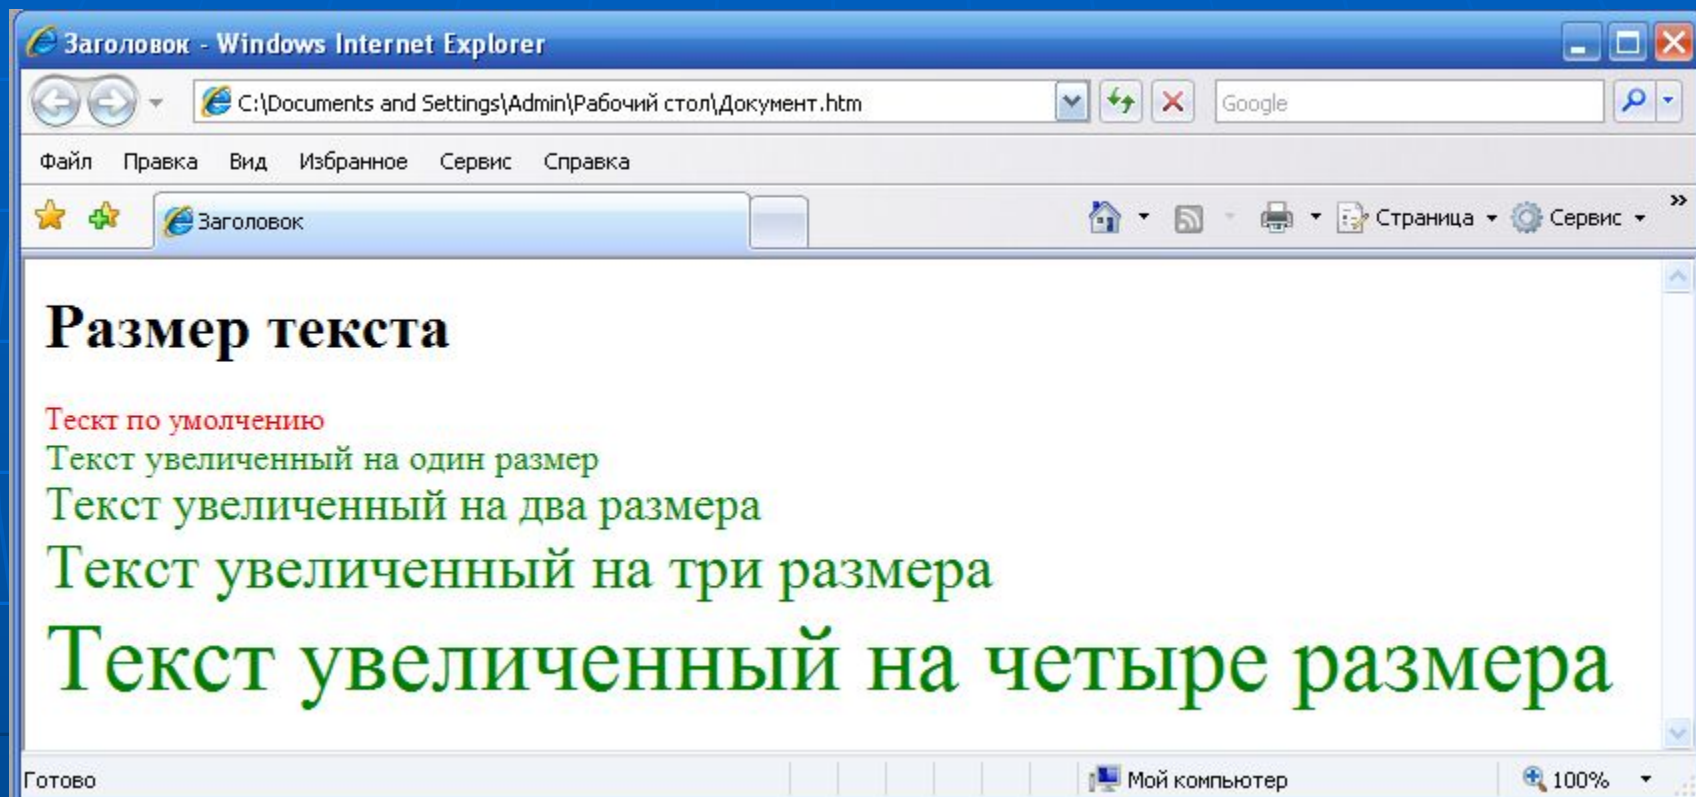 Заголовок - Windows Internet Explorer
C:\Documents and Settings\Admin\Рабочий стол\Документ.htm
Google
Файл Правка Вид Избранное Сервис Справка
Заголовок
Страница Сервис
Размер текста
Тескт по умолчению
Текст увеличенный на один размер
Текст увеличенный на два размера
Текст увеличенный на три размера
Текст увеличенный на четыре размера
Готово
Мой компьютер
100%